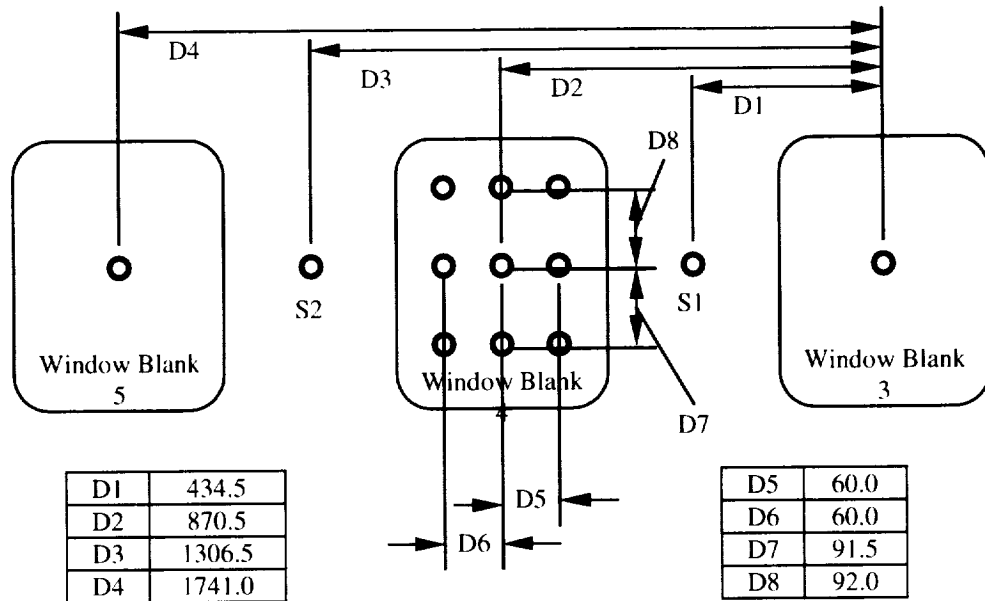 D4
D3
D2
D1
D8
S2
S1
Window Blank
5
Window Blank
4
Window Blank
3
D7
D5
D6
D1 434.5
D2 870.5
D3 1306.5
D4 1741.0
D5 60.0
D6 60.0
D7 91.5
D8 92.0